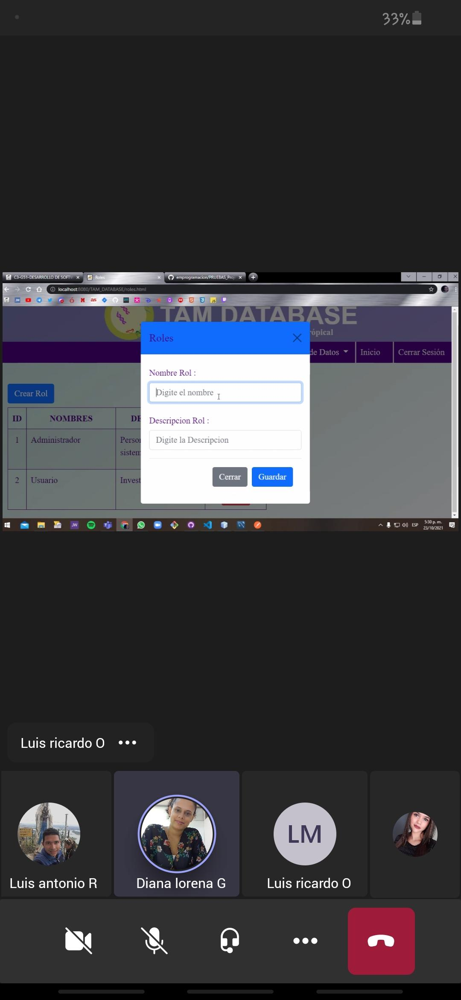 33%
C3-G51-DESARROLLO DE SOFTW
Roles
emprogramacion/PRUEBAS_Proj
localhost:8080/TAM_DATABASE/roles.html
TAM DATABASE
rópical
Roles
de Datos
Inicio
Cerrar Sesión
Nombre Rol :
Digite el nombre
Crear Rol
Descripcion Rol :
Digite la Descripcion
ID NOMBRES DE
1 Administrador Person
sistem
2 Usuario Invest
Cerrar
Guardar
ESP
5:30 p. m.
23/10/2021
Luis ricardo O
LM
Luis antonio R
Diana lorena G
Luis ricardo O